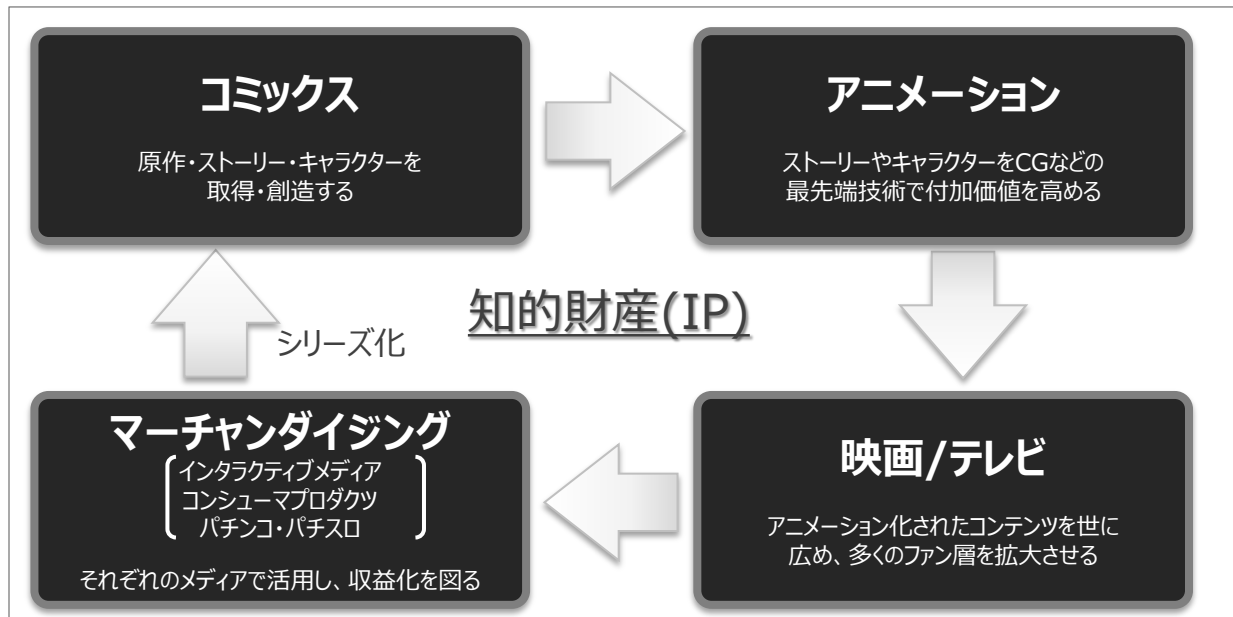 コミックス
原作・ストーリー・キャラクターを
取得・創造する
アニメーション
ストーリーやキャラクターをCGなどの
最先端技術で付加価値を高める
知的財産(IP)
シリーズ化
マーチャンダイジング
インタラクティブメディア
コンシューマプロダクツ
パチンコ・パチスロ
それぞれのメディアで活用し、収益化を図る
映画/テレビ
アニメーション化されたコンテンツを世に
広め、多くのファン層を拡大させる